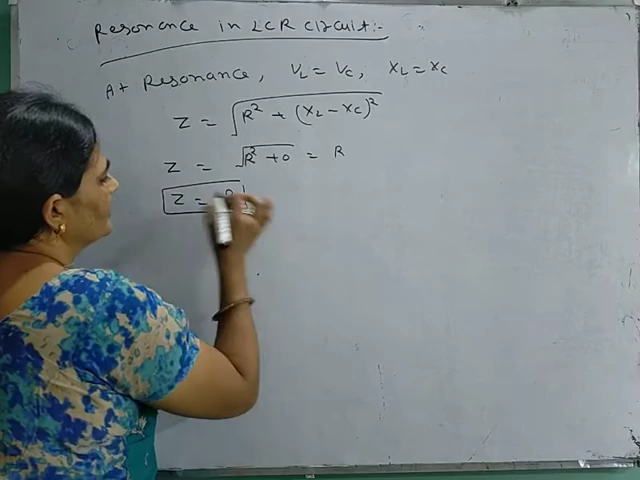 Resonance in LCR Circuit:-
At Resonance, VL = VC, XL = XC
Z = √R² + (XL - XC)²
Z = √R² + 0 = R
Z = R